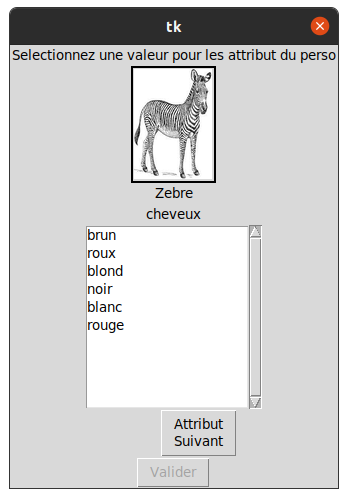 tk
Selectionnez une valeur pour les attribut du perso
Zebre
cheveux
brun
roux
blond
noir
blanc
rouge
Attribut
Suivant
Valider